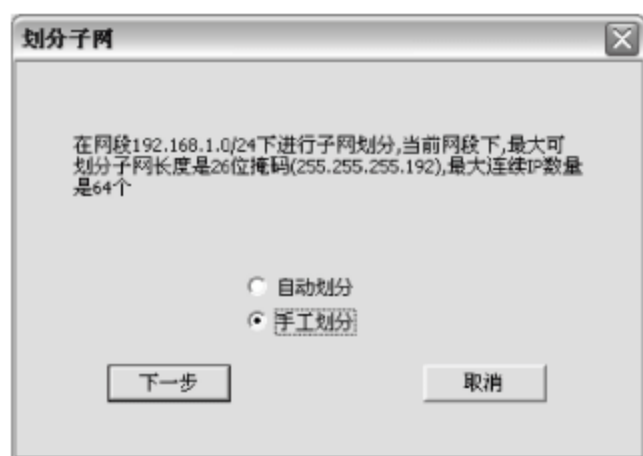 划分子网
在网段192.168.1.0/24下进行子网划分,当前网段下,最大可
划分子网长度是26位掩码(255.255.255.192),最大连续IP数量
是64个
自动划分
手工划分
下一步
取消